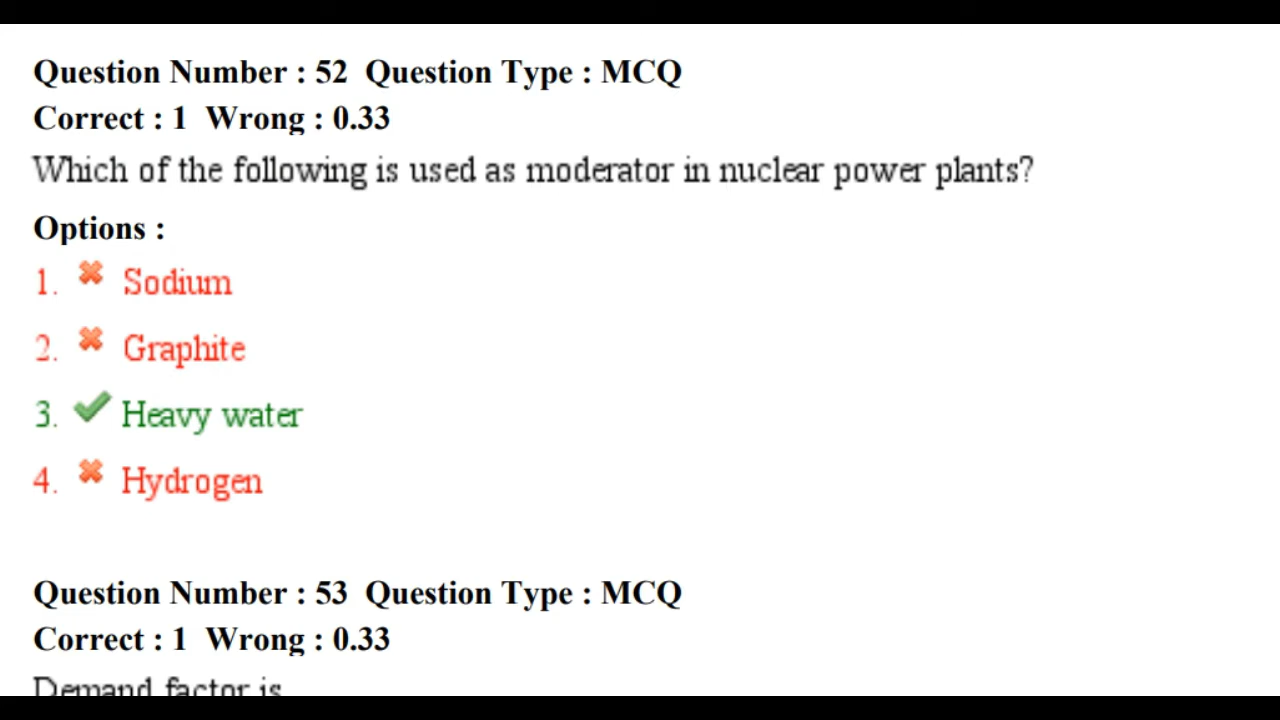 Question Number : 52 Question Type : MCQ
Correct : 1 Wrong : 0.33
Which of the following is used as moderator in nuclear power plants?
Options :
1. Sodium
2. Graphite
3. Heavy water
4. Hydrogen
Question Number : 53 Question Type : MCQ
Correct : 1 Wrong : 0.33
Demand factor is